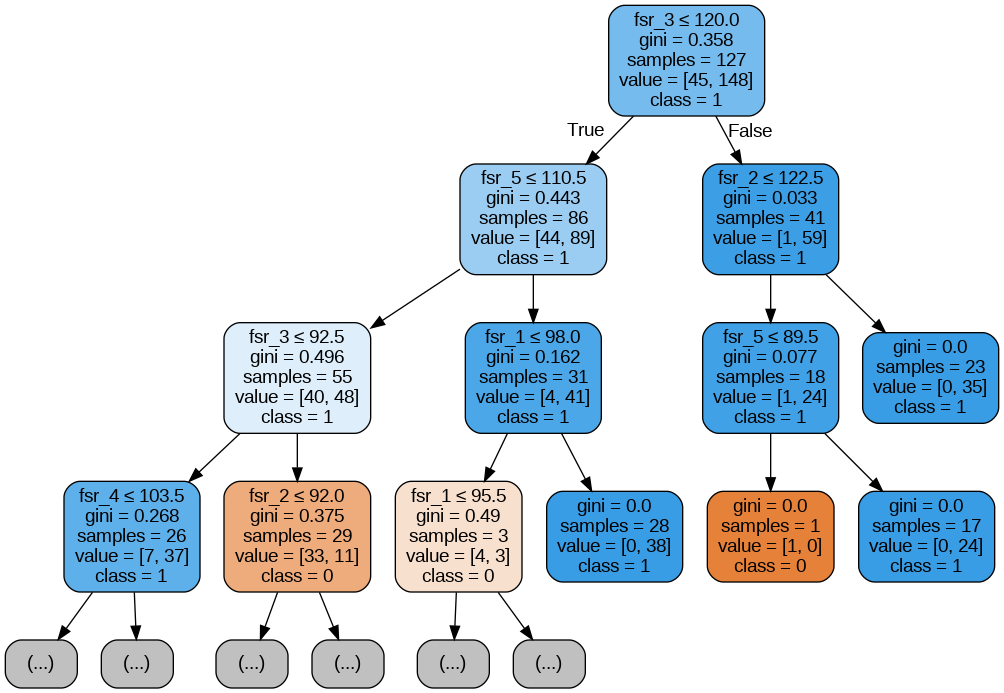 fsr_3 ≤ 120.0
gini = 0.358
samples = 127
value = [45, 148]
class = 1
True
False
fsr_5 ≤ 110.5
gini = 0.443
samples = 86
value = [44, 89]
class = 1
fsr_2 ≤ 122.5
gini = 0.033
samples = 41
value = [1, 59]
class = 1
fsr_3 ≤ 92.5
gini = 0.496
samples = 55
value = [40, 48]
class = 1
fsr_1 ≤ 98.0
gini = 0.162
samples = 31
value = [4, 41]
class = 1
fsr_5 ≤ 89.5
gini = 0.077
samples = 18
value = [1, 24]
class = 1
gini = 0.0
samples = 23
value = [0, 35]
class = 1
fsr_4 ≤ 103.5
gini = 0.268
samples = 26
value = [7, 37]
class = 1
fsr_2 ≤ 92.0
gini = 0.375
samples = 29
value = [33, 11]
class = 0
fsr_1 ≤ 95.5
gini = 0.49
samples = 3
value = [4, 3]
class = 0
gini = 0.0
samples = 28
value = [0, 38]
class = 1
gini = 0.0
samples = 1
value = [1, 0]
class = 0
gini = 0.0
samples = 17
value = [0, 24]
class = 1
(...)
(...)
(...)
(...)
(...)
(...)